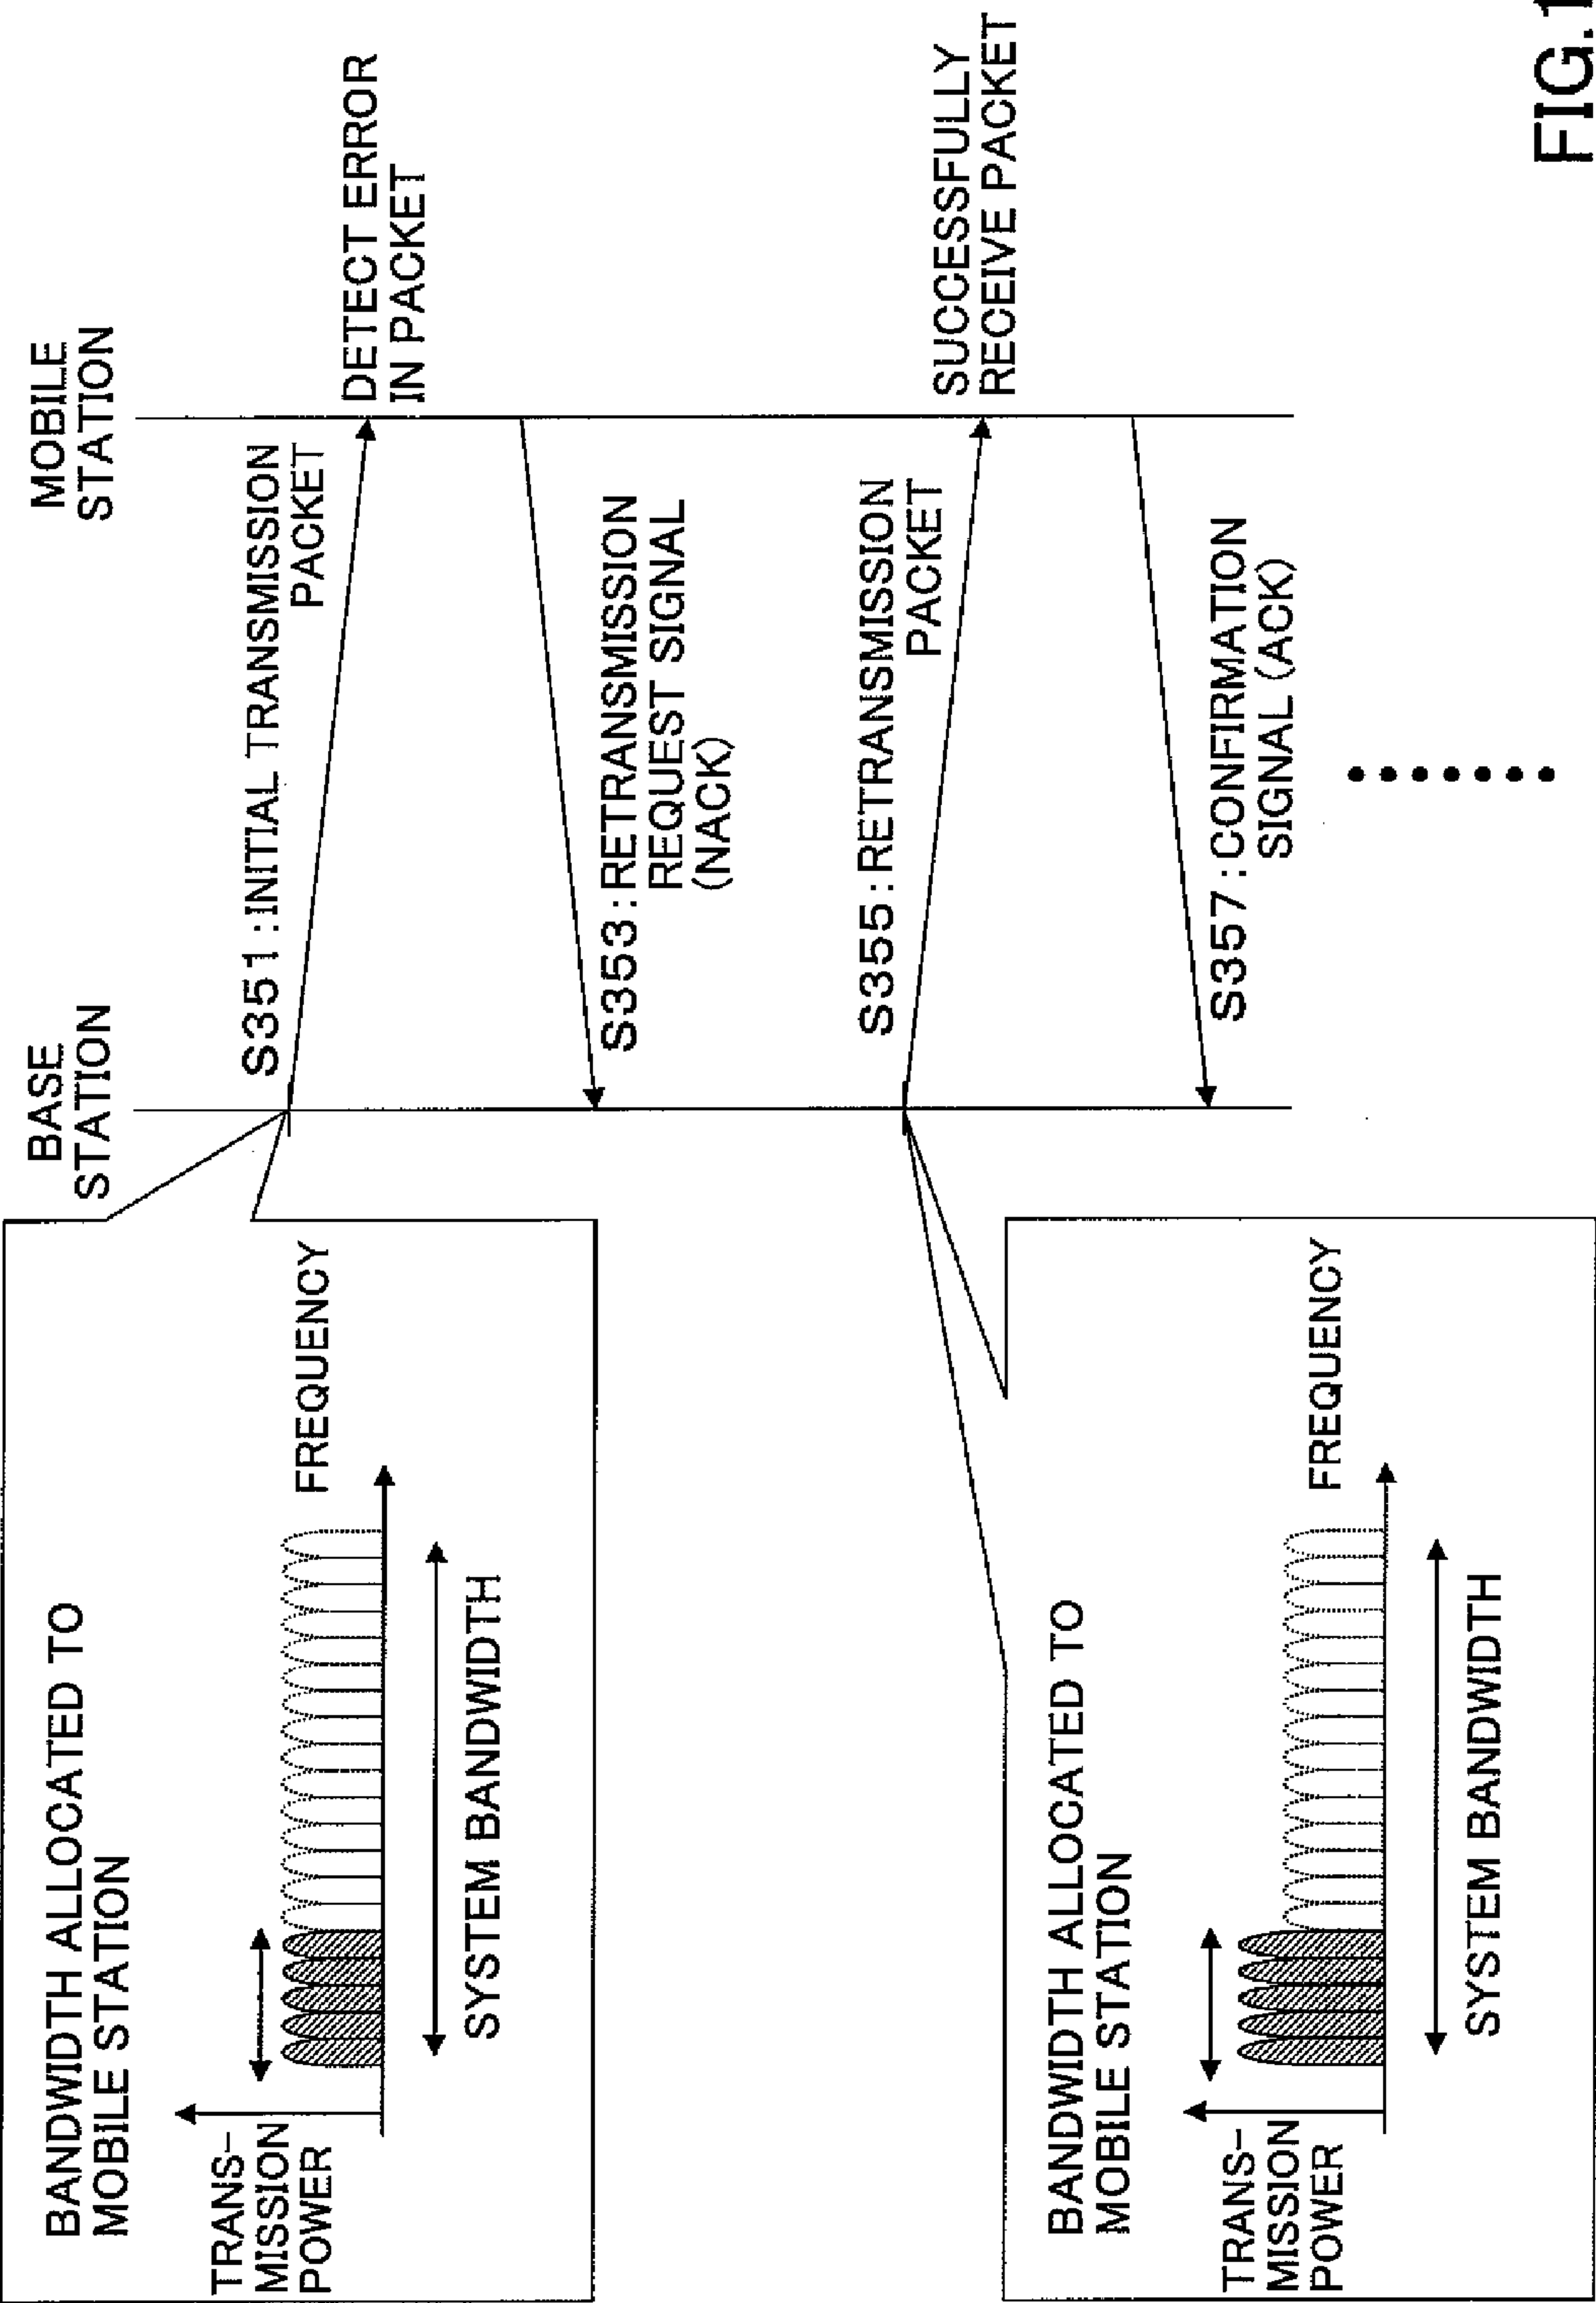 BASE
STATION
MOBILE
STATION
BANDWIDTH ALLOCATED TO
MOBILE STATION
TRANS-
MISSION
POWER
FREQUENCY
SYSTEM BANDWIDTH
S351:INITIAL TRANSMISSION
PACKET
DETECT ERROR
IN PACKET
S353:RETRANSMISSION
REQUEST SIGNAL
(NACK)
BANDWIDTH ALLOCATED TO
MOBILE STATION
TRANS-
MISSION
POWER
FREQUENCY
SYSTEM BANDWIDTH
S355:RETRANSMISSION
PACKET
SUCCESSFULLY
RECEIVE PACKET
S357:CONFIRMATION
SIGNAL (ACK)
FIG.1